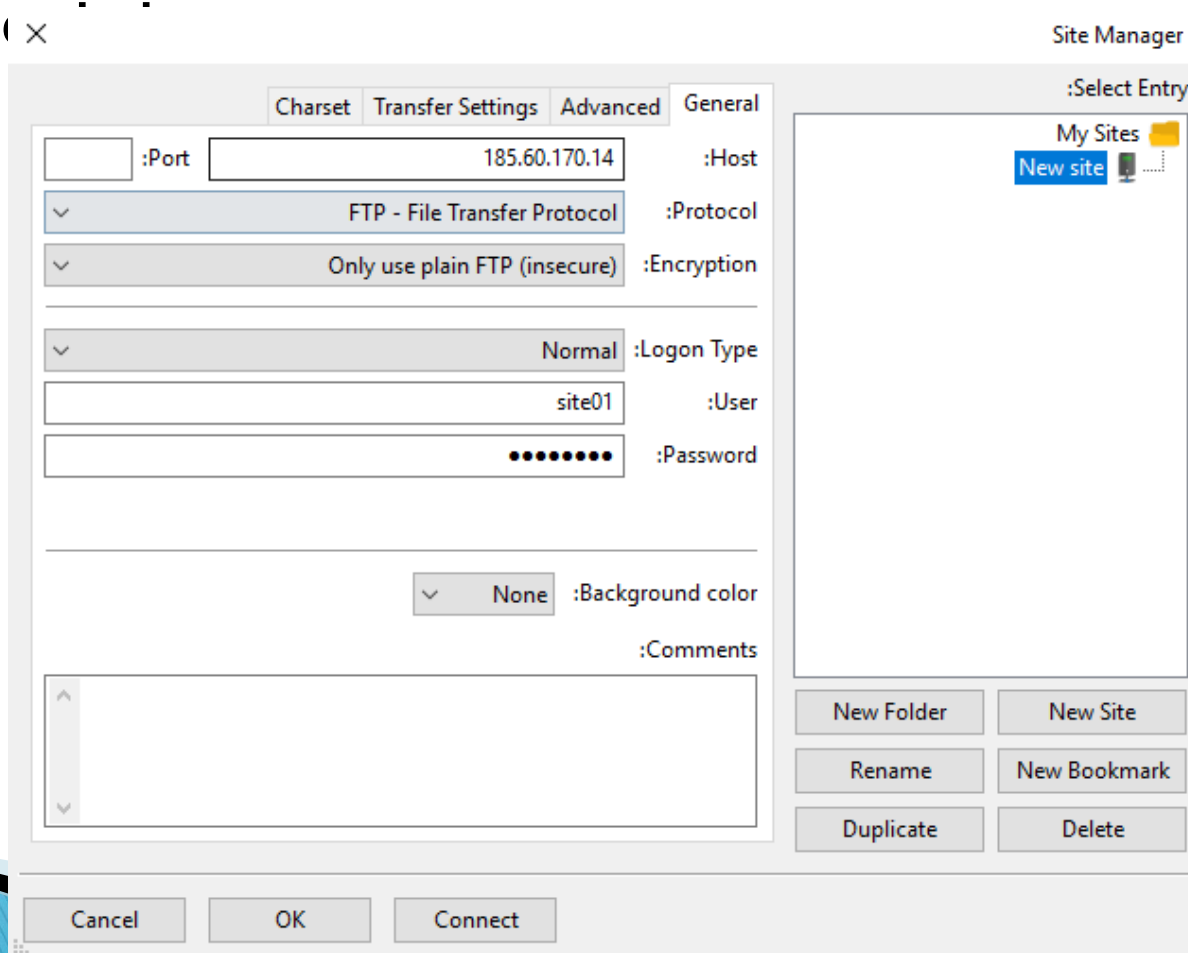 Site Manager
:Select Entry
My Sites
New site
New Folder
New Site
Rename
New Bookmark
Duplicate
Delete
General
Advanced
Transfer Settings
Charset
:Host
185.60.170.14
:Port
:Protocol
FTP - File Transfer Protocol
:Encryption
Only use plain FTP (insecure)
:Logon Type
Normal
:User
site01
:Password
●●●●●●●●
:Background color
None
:Comments
Connect
OK
Cancel